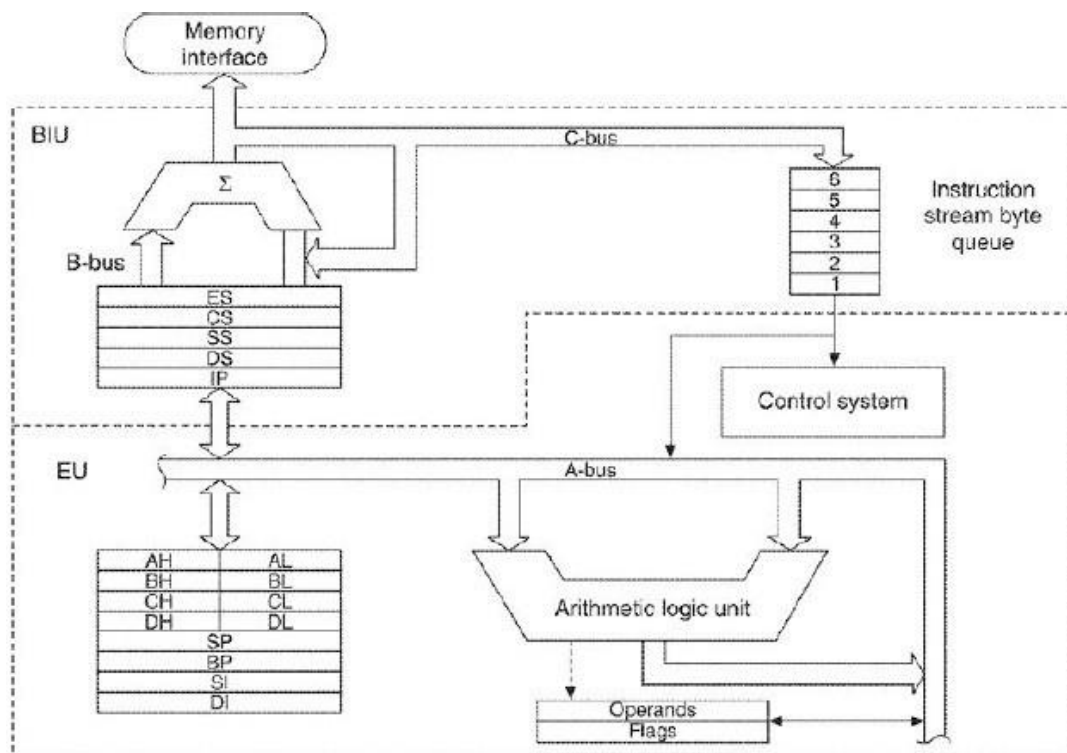 Memory
interface
BIU
C-bus
Σ
B-bus
6
5
4
3
2
1
Instruction
stream byte
queue
ES
CS
SS
DS
IP
Control system
EU
A-bus
AH AL
BH BL
CH CL
DH DL
SP
BP
SI
DI
Arithmetic logic unit
Operands
Flags